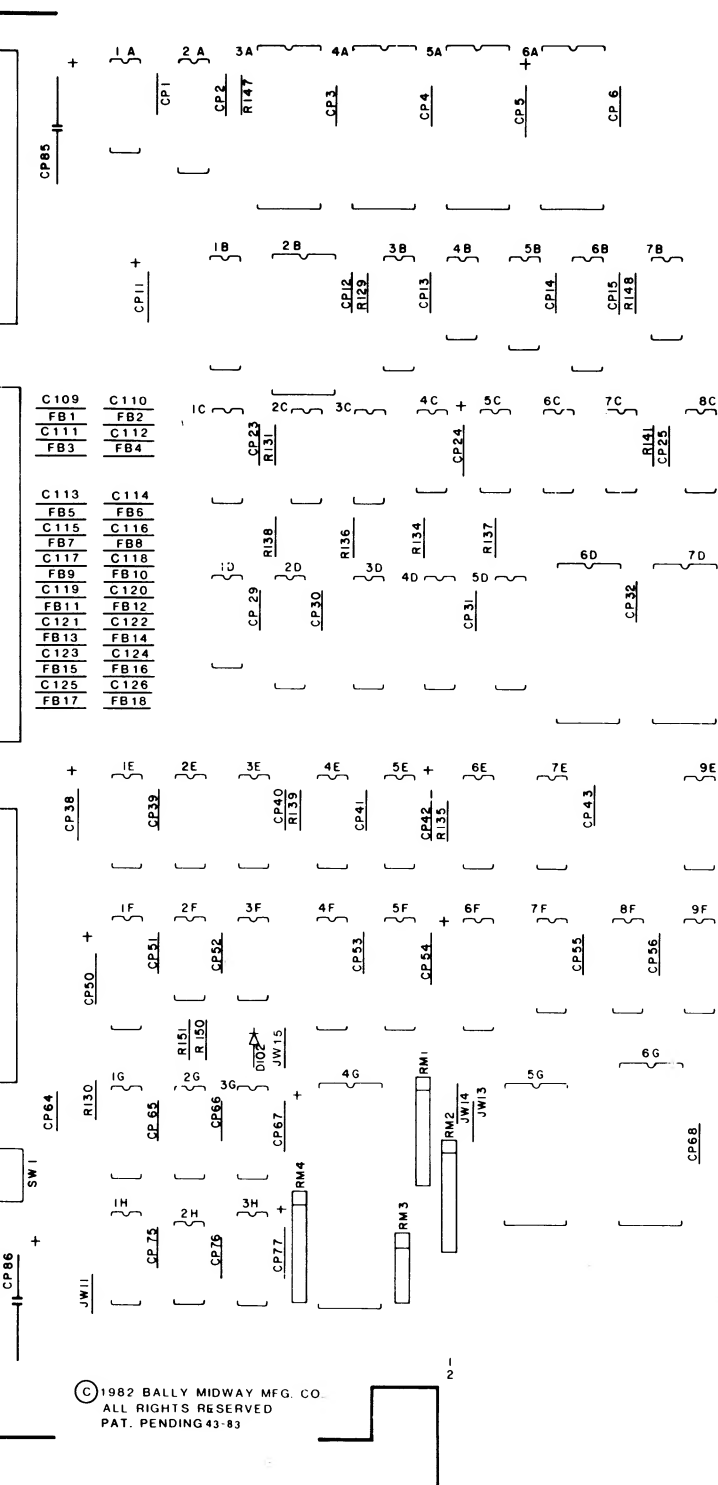 1A 2A 3A 4A 5A 6A
+ +
CP85 CP1 CP2 R147 CP3 CP4 CP5 CP6
1B 2B 3B 4B 5B 6B 7B
+
CP11 CP12 R129 CP13 CP14 CP15 R148
C109 C110
FB1 FB2
C111 C112
FB3 FB4
1C 2C 3C 4C + 5C 6C 7C 8C
CP23 R131 CP24 R141 CP25
C113 C114
FB5 FB6
C115 C116
FB7 FB8
C117 C118
FB9 FB10
C119 C120
FB11 FB12
C121 C122
FB13 FB14
C123 C124
FB15 FB16
C125 C126
FB17 FB18
R138 R136 R134 R137
1D 2D 3D 4D 5D 6D 7D
CP29 CP30 CP31 CP32
+ 1E 2E 3E 4E 5E + 6E 7E 9E
CP38 CP39 CP40 R139 CP41 CP42 R135 CP43
1F 2F 3F 4F 5F 6F 7F 8F 9F
+ +
CP50 CP51 CP52 CP53 CP54 CP55 CP56
R151 R150 D102 JW15
1G 2G 3G 4G RM1 5G 6G
+
CP64 R130 CP65 CP66 CP67 RM2 JW14 JW13 CP68
SW1 RM4
1H 2H 3H + RM3
+
CP86 CP75 CP76 CP77
JW11
1
2
© 1982 BALLY MIDWAY MFG. CO.
ALL RIGHTS RESERVED
PAT. PENDING 43-83